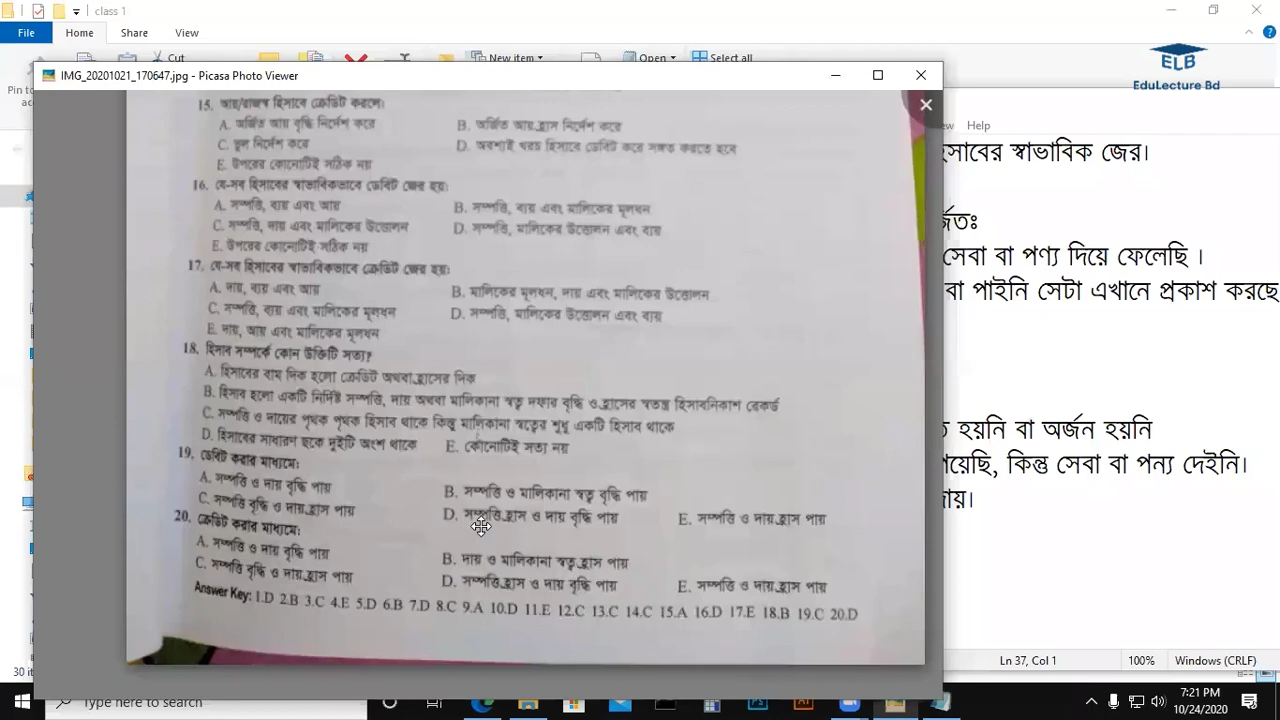 class 1
File Home Share View
Cut
New item
Open
Select all
Pin to
ELB
EduLecture Bd
IMG_20201021_170647.jpg - Picasa Photo Viewer
Help
15. আয়/রাজস্ব হিসাবে ক্রেডিট করলে:
A. অর্জিত আয় বৃদ্ধি নির্দেশ করে B. অর্জিত আয় হ্রাস নির্দেশ করে
C. ভুল নির্দেশ করে D. অবশ্যই খরচ হিসাবে ডেবিট করে সঙ্গত করতে হবে
E. উপরের কোনোটিই সঠিক নয়
16. যে-সব হিসাবের স্বাভাবিকভাবে ডেবিট জের হয়:
A. সম্পত্তি, ব্যয় এবং আয় B. সম্পত্তি, ব্যয় এবং মালিকের মূলধন
C. সম্পত্তি, দায় এবং মালিকের উত্তোলন D. সম্পত্তি, মালিকের উত্তোলন এবং ব্যয়
E. উপরের কোনোটিই সঠিক নয়
17. যে-সব হিসাবের স্বাভাবিকভাবে ক্রেডিট জের হয়:
A. দায়, ব্যয় এবং আয় B. মালিকের মূলধন, দায় এবং মালিকের উত্তোলন
C. সম্পত্তি, ব্যয় এবং মালিকের মূলধন D. সম্পত্তি, মালিকের উত্তোলন এবং ব্যয়
E. দায়, আয় এবং মালিকের মূলধন
18. হিসাব সম্পর্কে কোন উক্তিটি সত্য?
A. হিসাবের বাম দিক হলো ক্রেডিট অথবা হ্রাসের দিক
B. হিসাব হলো একটি নির্দিষ্ট সম্পত্তি, দায় অথবা মালিকানা স্বত্ব দফার বৃদ্ধি ও হ্রাসের স্বতন্ত্র হিসাবনিকাশ রেকর্ড
C. সম্পত্তি ও দায়ের পৃথক পৃথক হিসাব থাকে কিন্তু মালিকানা স্বত্বের শুধু একটি হিসাব থাকে
D. হিসাবের সাধারণ ছকে দুইটি অংশ থাকে E. কোনোটিই সত্য নয়
19. ডেবিট করার মাধ্যমে:
A. সম্পত্তি ও দায় বৃদ্ধি পায় B. সম্পত্তি ও মালিকানা স্বত্ব বৃদ্ধি পায়
C. সম্পত্তি বৃদ্ধি ও দায় হ্রাস পায় D. সম্পত্তি হ্রাস ও দায় বৃদ্ধি পায় E. সম্পত্তি ও দায় হ্রাস পায়
20. ক্রেডিট করার মাধ্যমে:
A. সম্পত্তি ও দায় বৃদ্ধি পায় B. দায় ও মালিকানা স্বত্ব হ্রাস পায়
C. সম্পত্তি বৃদ্ধি ও দায় হ্রাস পায় D. সম্পত্তি হ্রাস ও দায় বৃদ্ধি পায় E. সম্পত্তি ও দায় হ্রাস পায়
Answer Key: 1.D 2.B 3.C 4.E 5.D 6.B 7.D 8.C 9.A 10.D 11.E 12.C 13.C 14.C 15.A 16.D 17.E 18.B 19.C 20.D
স্বাভাবিক জের।
সেবা বা পণ্য দিয়ে ফেলেছি ।
বা পাইনি সেটা এখানে প্রকাশ করছে
হয়নি বা অর্জন হয়নি
কিন্তু সেবা বা পন্য দেইনি।
Ln 37, Col 1 100% Windows (CRLF)
Type here to search
7:21 PM
10/24/2020